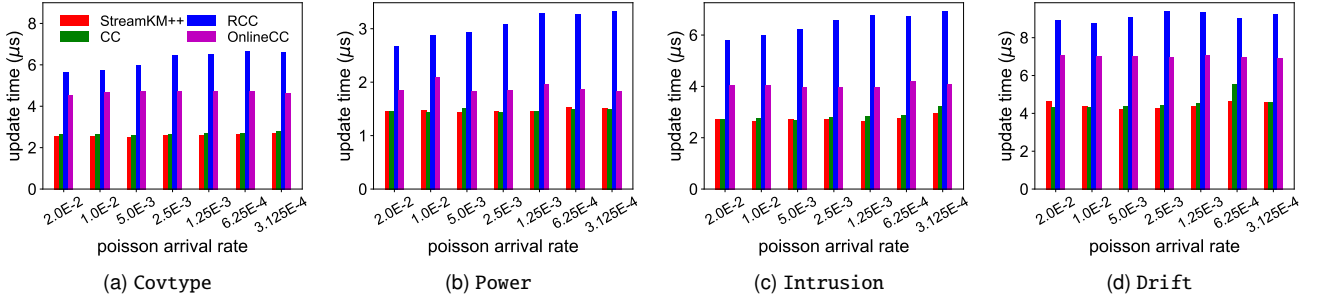 StreamKM++
CC
RCC
OnlineCC
update time (μs)
8
6
4
2
0
2.0E-2
1.0E-2
5.0E-3
2.5E-3
1.25E-3
6.25E-4
3.125E-4
poisson arrival rate
(a) Covtype
update time (μs)
3
2
1
0
2.0E-2
1.0E-2
5.0E-3
2.5E-3
1.25E-3
6.25E-4
3.125E-4
poisson arrival rate
(b) Power
update time (μs)
6
4
2
0
2.0E-2
1.0E-2
5.0E-3
2.5E-3
1.25E-3
6.25E-4
3.125E-4
poisson arrival rate
(c) Intrusion
update time (μs)
8
6
4
2
0
2.0E-2
1.0E-2
5.0E-3
2.5E-3
1.25E-3
6.25E-4
3.125E-4
poisson arrival rate
(d) Drift